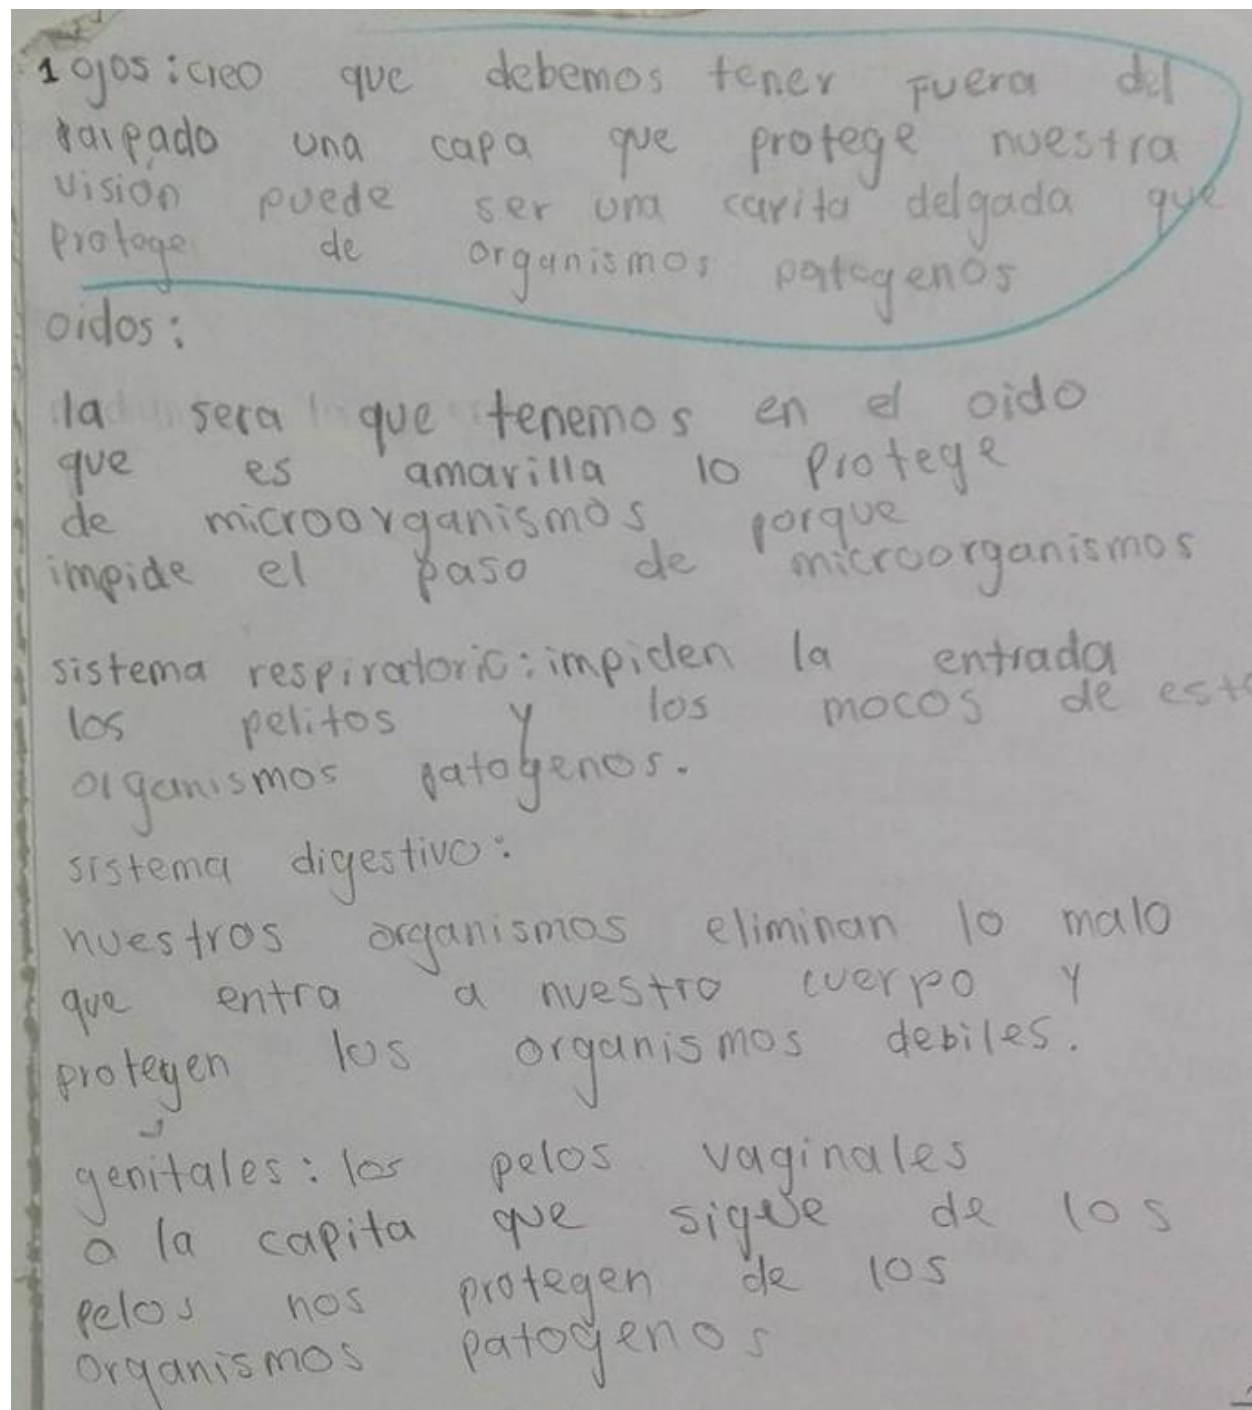 1 ojos: creo que debemos tener fuera del
parpado una capa que protege nuestra
visión puede ser una carita delgada que
protoge de organismos patogenos
oidos:
la sera que tenemos en el oido
que es amarilla lo protege
de microorganismos porque
impide el paso de microorganismos
sistema respiratorio: impiden la entrada
los pelitos y los mocos de esto
organismos patogenos.
sistema digestivo:
nuestros organismos eliminan lo malo
que entra a nuestro cuerpo y
protegen los organismos debiles.
genitales: los pelos vaginales
o la capita que sigue de los
pelos nos protegen de los
organismos patogenos